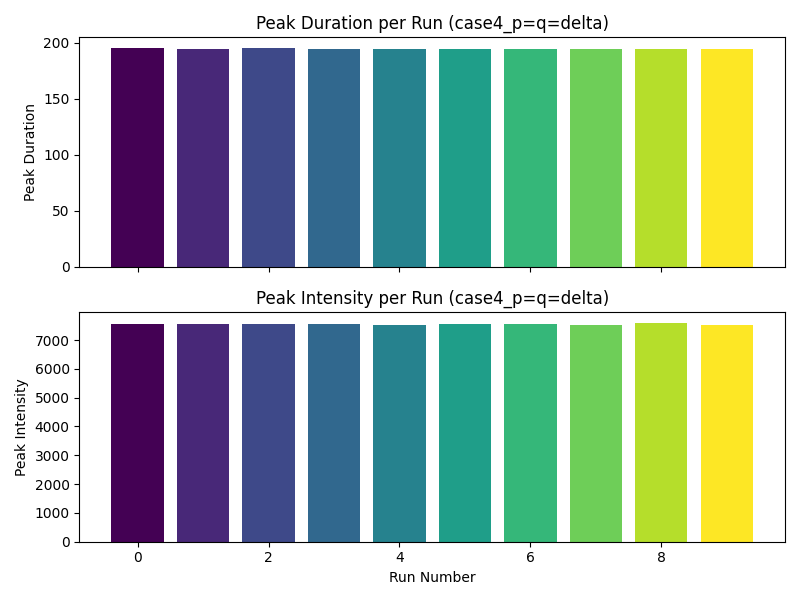 Peak Duration per Run (case4_p=q=delta)
200
150
100
50
0
Peak Duration
Peak Intensity per Run (case4_p=q=delta)
7000
6000
5000
4000
3000
2000
1000
0
Peak Intensity
0 2 4 6 8
Run Number